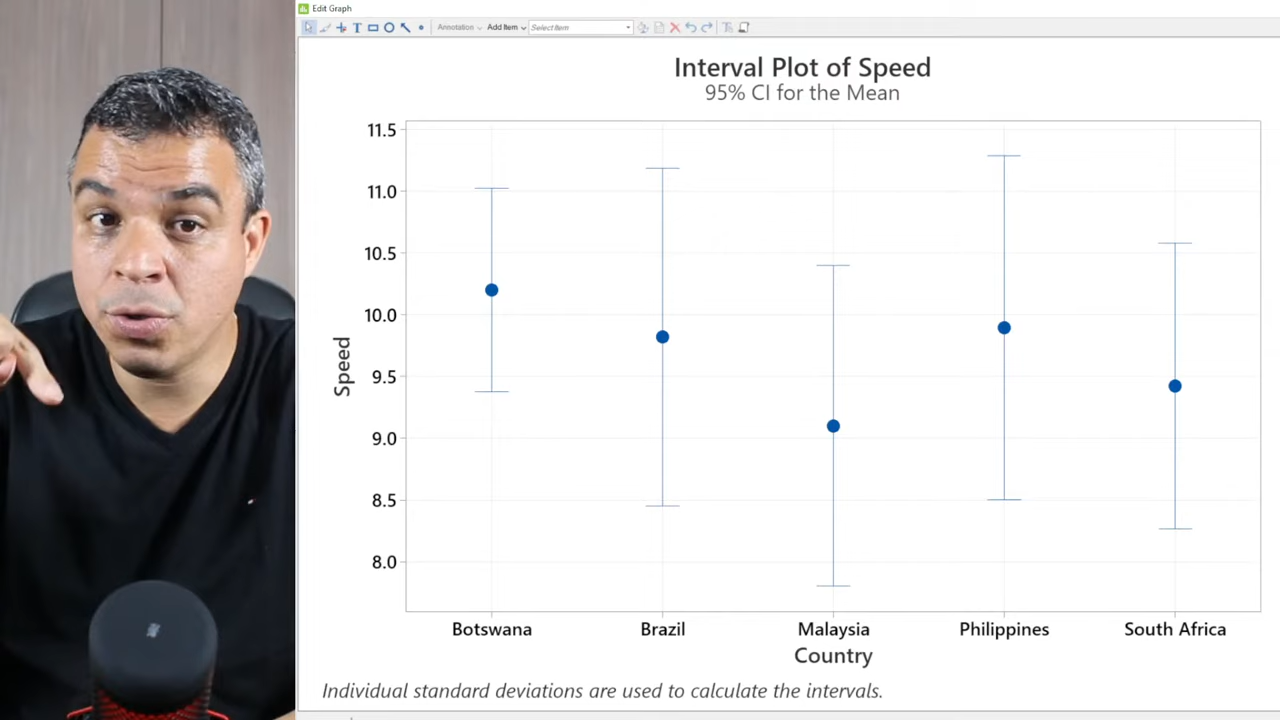 Edit Graph
Annotation Add Item Select Item
Interval Plot of Speed
95% CI for the Mean
11.5
11.0
10.5
10.0
9.5
9.0
8.5
8.0
Speed
Botswana Brazil Malaysia Philippines South Africa
Country
Individual standard deviations are used to calculate the intervals.